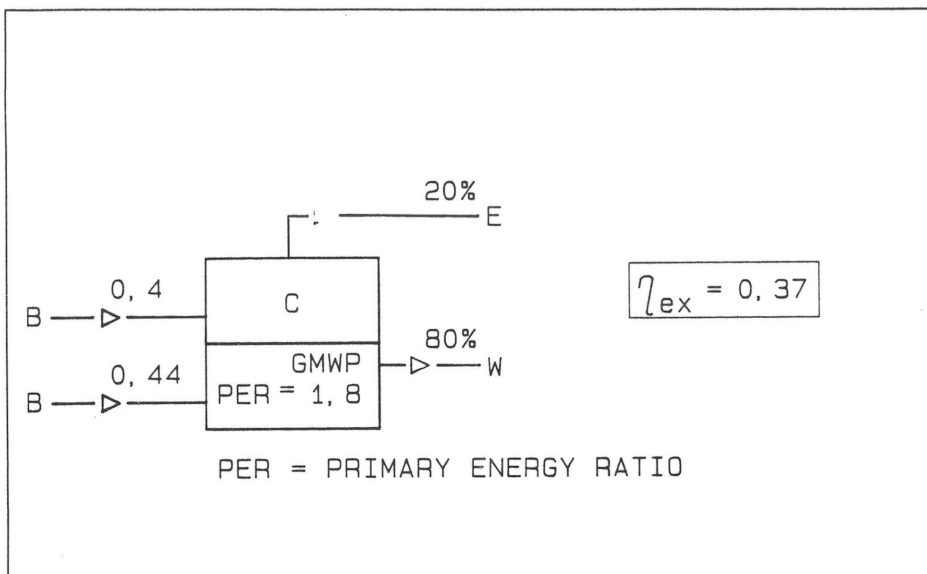 20%
E
0,4
B
C
η_ex = 0,37
80%
GMWP
W
0,44
B
PER = 1,8
PER = PRIMARY ENERGY RATIO